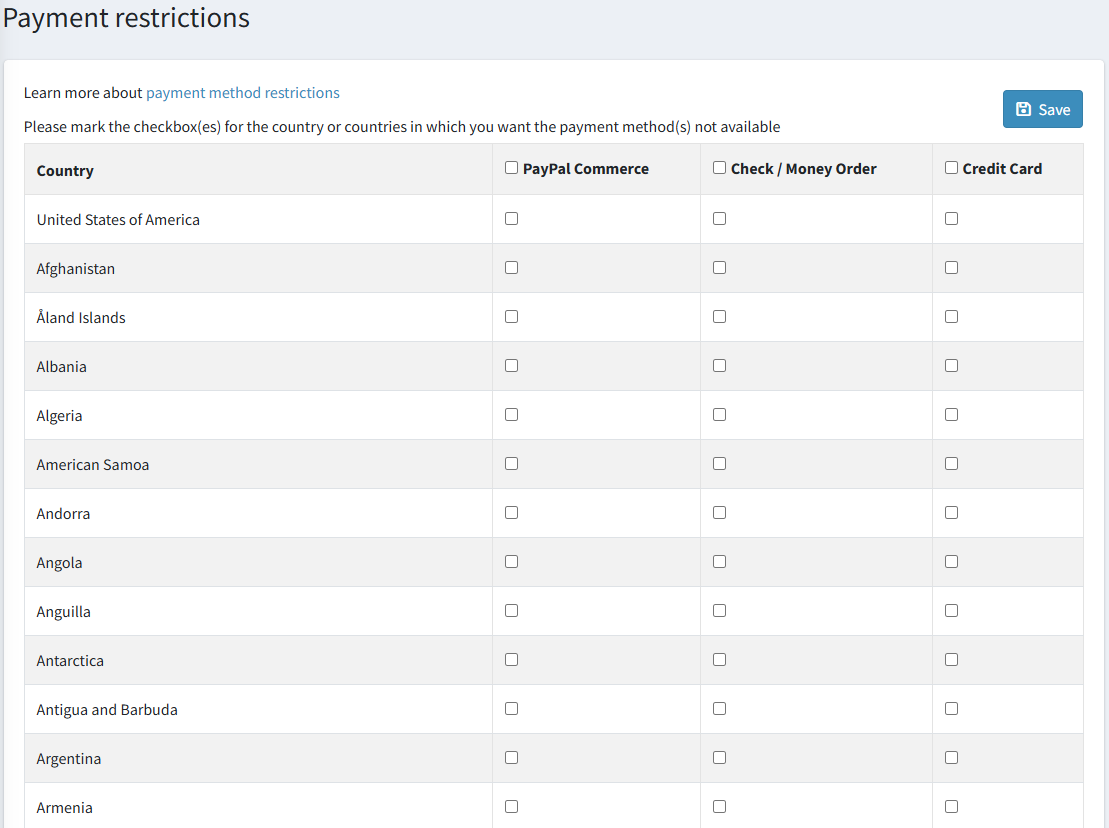 Payment restrictions
Learn more about payment method restrictions
Save
Please mark the checkbox(es) for the country or countries in which you want the payment method(s) not available
Country PayPal Commerce Check / Money Order Credit Card
United States of America
Afghanistan
Åland Islands
Albania
Algeria
American Samoa
Andorra
Angola
Anguilla
Antarctica
Antigua and Barbuda
Argentina
Armenia